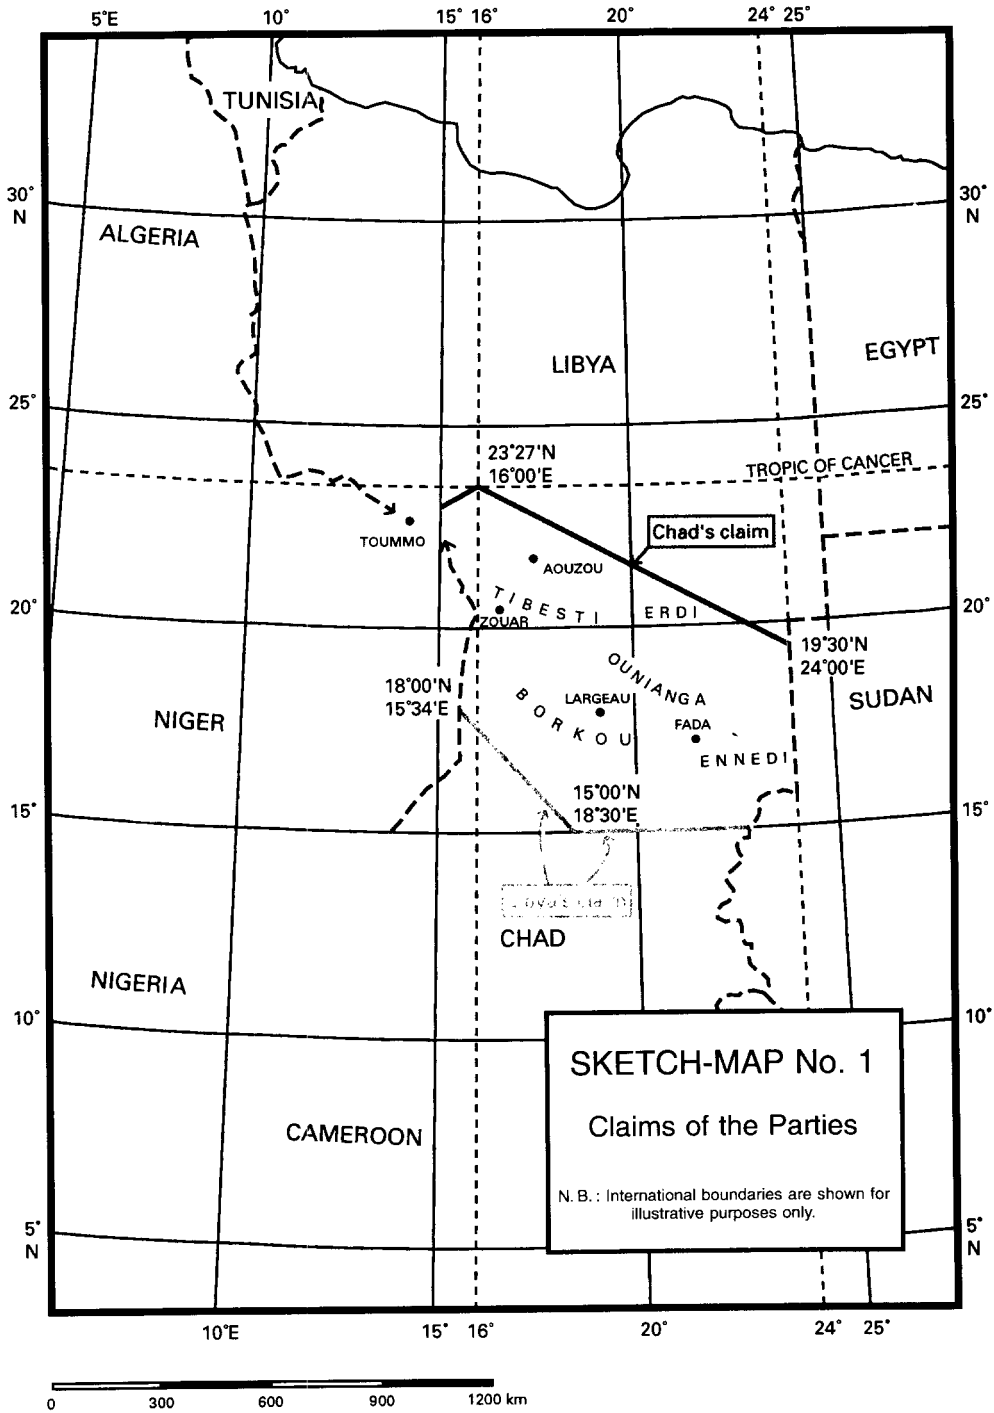 5°E 10° 15° 16° 20° 24° 25°
TUNISIA
30°
N
30°
N
ALGERIA
LIBYA
EGYPT
25°
25°
23°27'N
16°00'E
TROPIC OF CANCER
TOUMMO
Chad's claim
AOUZOU
20°
TIBESTI
ERDI
20°
ZOUAR
19°30'N
24°00'E
18°00'N
15°34'E
OUNIANGA
LARGEAU
BORKOU
FADA
ENNEDI
NIGER
SUDAN
15°
15°00'N
18°30'E
15°
CHAD
NIGERIA
10°
10°
SKETCH-MAP No. 1
Claims of the Parties
N. B. : International boundaries are shown for
illustrative purposes only.
CAMEROON
5°
N
5°
N
10°E 15° 16° 20° 24° 25°
0 300 600 900 1200 km